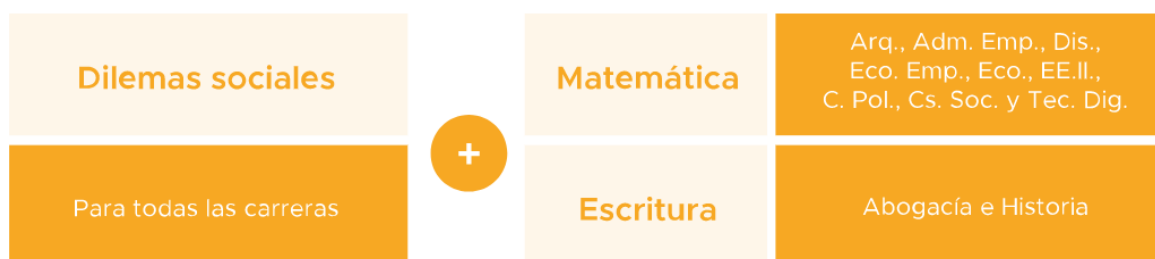 Dilemas sociales
Para todas las carreras
+
Matemática
Arq., Adm. Emp., Dis.,
Eco. Emp., Eco., EE.II.,
C. Pol., Cs. Soc. y Tec. Dig.
Escritura
Abogacía e Historia